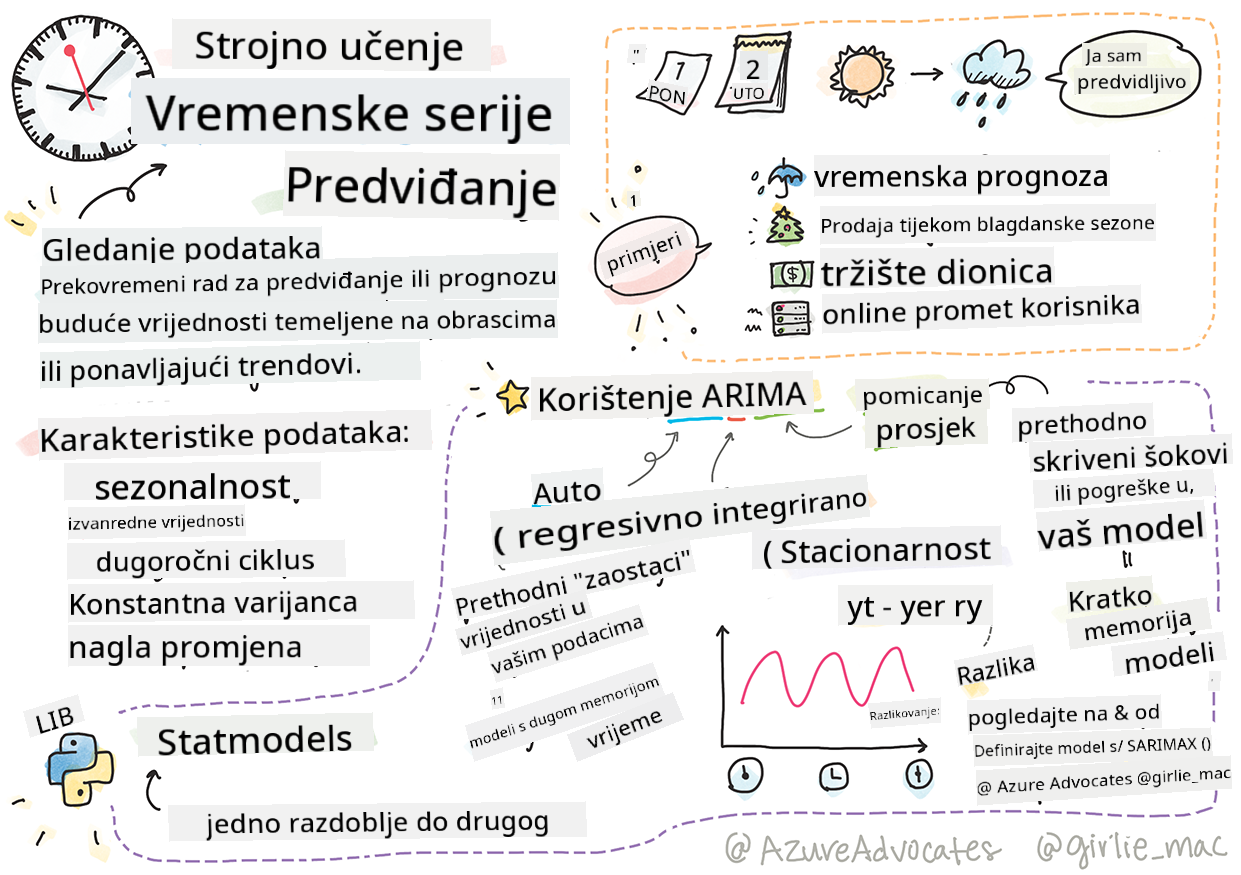 Strojno učenje
Vremenske serije
Predviđanje
Gledanje podataka
Prekovremeni rad za predviđanje ili prognozu
buduće vrijednosti temeljene na obrascima
ili ponavljajući trendovi.
Karakteristike podataka:
sezonalnost
izvanredne vrijednosti
dugoročni ciklus
Konstantna varijanca
nagla promjena
"
1
PON
2
UTO
Ja sam
predvidljivo
1
primjeri
vremenska prognoza
Prodaja tijekom blagdanske sezone
$
tržište dionica
online promet korisnika
Korištenje ARIMA
pomicanje
prosjek
prethodno
skriveni šokovi
ili pogreške u,
vaš model
Kratko
memorija
modeli
Auto
( regresivno integrirano
Prethodni "zaostaci"
vrijednosti u
vašim podacima
11
modeli s dugom memorijom
vrijeme
( Stacionarnost
yt - yer ry
Razlika
Razlikovanje:
pogledajte na & od
Definirajte model s/ SARIMAX ()
@ Azure Advocates @girlie_mac
LIB
Statmodels
jedno razdoblje do drugog
@AzureAdvocates @girlie_mac